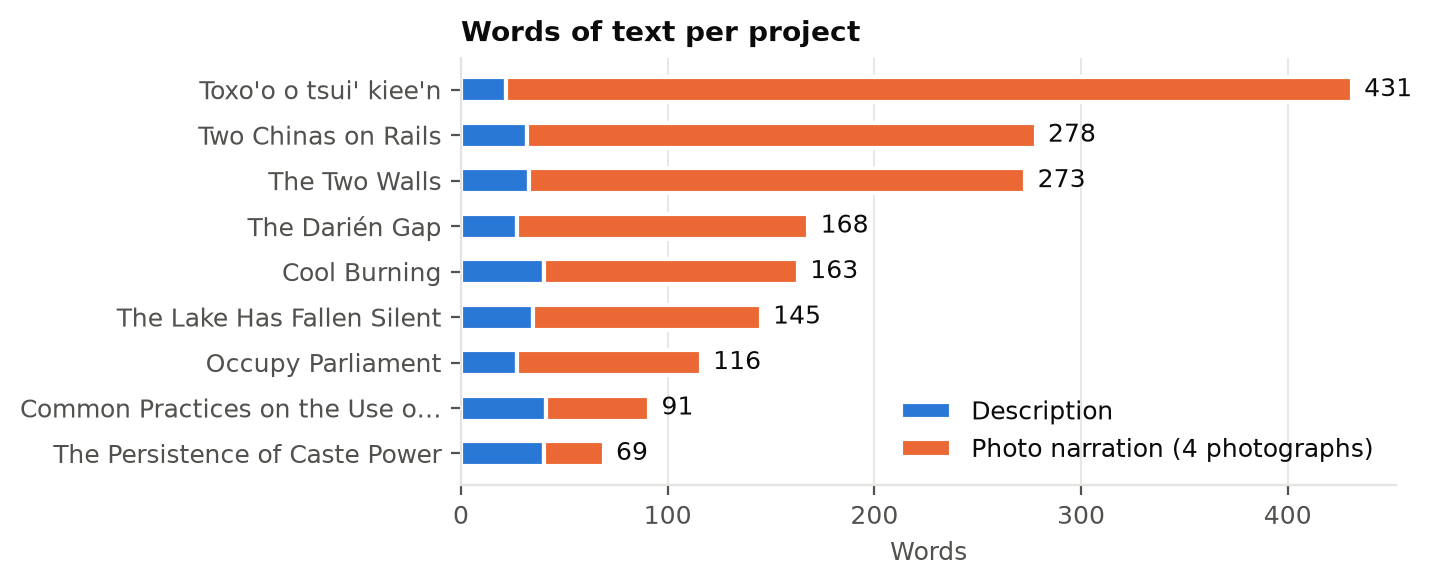 Words of text per project
Toxo'o o tsui' kiee'n 431
Two Chinas on Rails 278
The Two Walls 273
The Darién Gap 168
Cool Burning 163
The Lake Has Fallen Silent 145
Occupy Parliament 116
Common Practices on the Use o… 91
The Persistence of Caste Power 69
Description
Photo narration (4 photographs)
0 100 200 300 400
Words